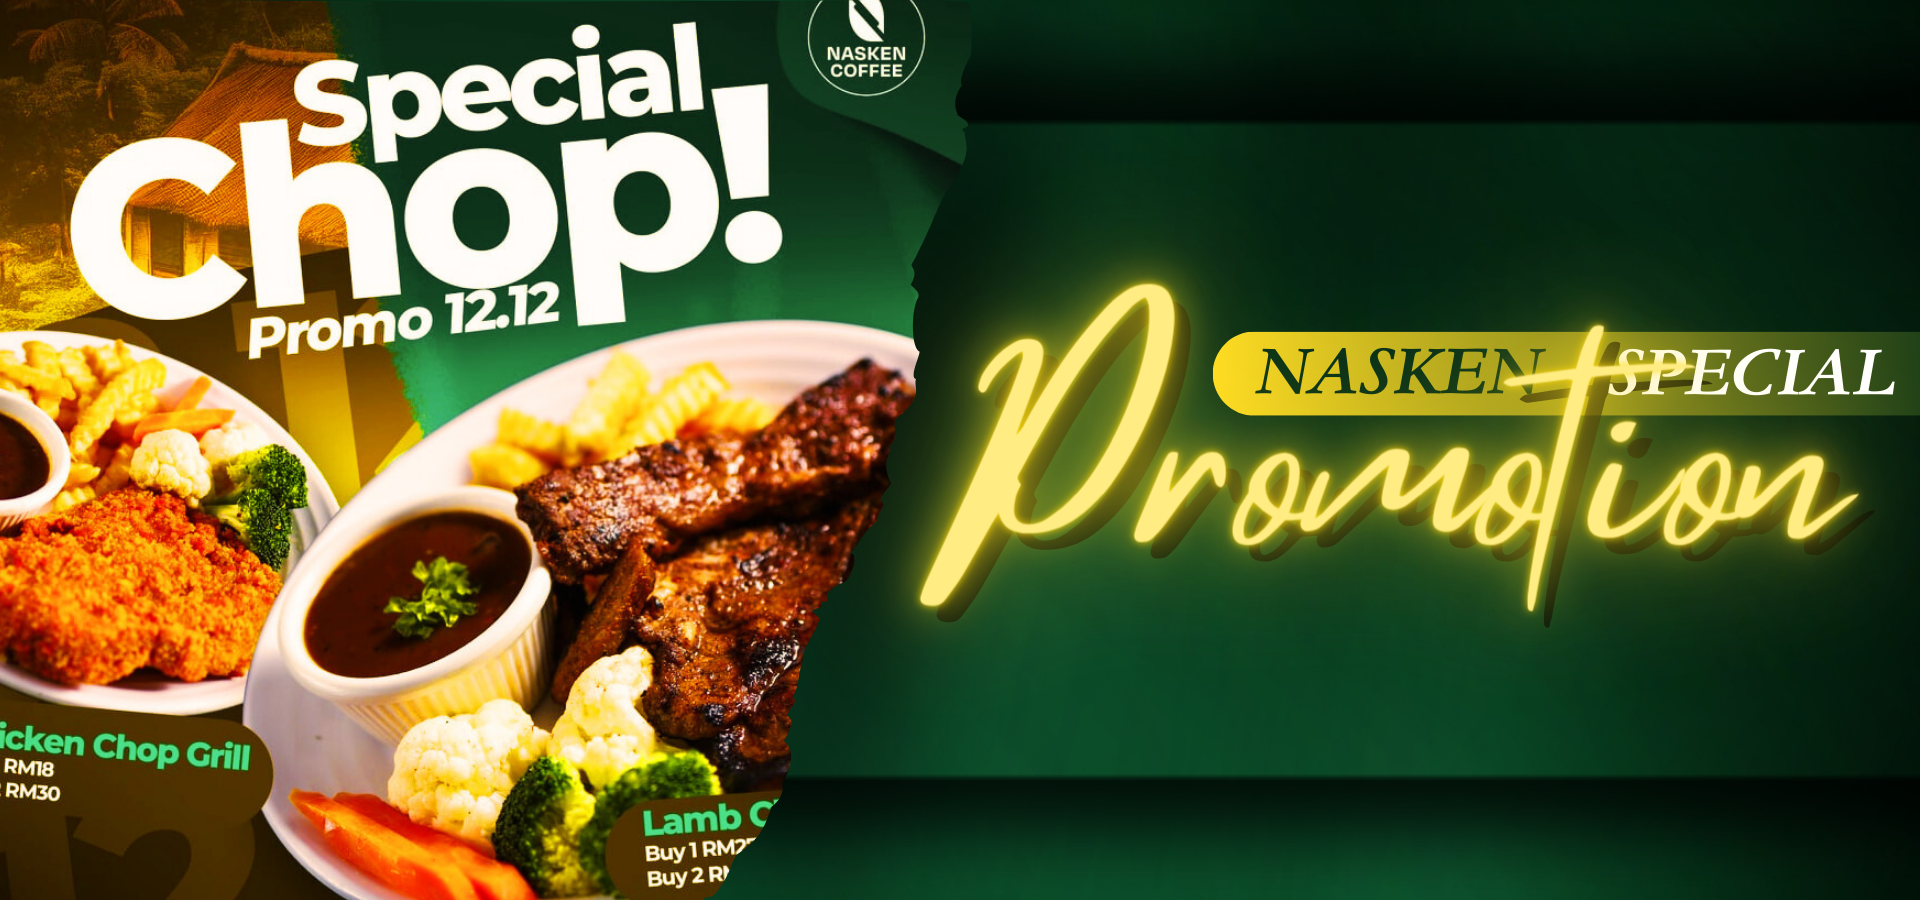 NASKEN
COFFEE
Special
Chop!
Promo 12.12
Chop Grill
RM18
RM30
Lamb
Buy 1
Buy 2
NASKEN SPECIAL
Promotion